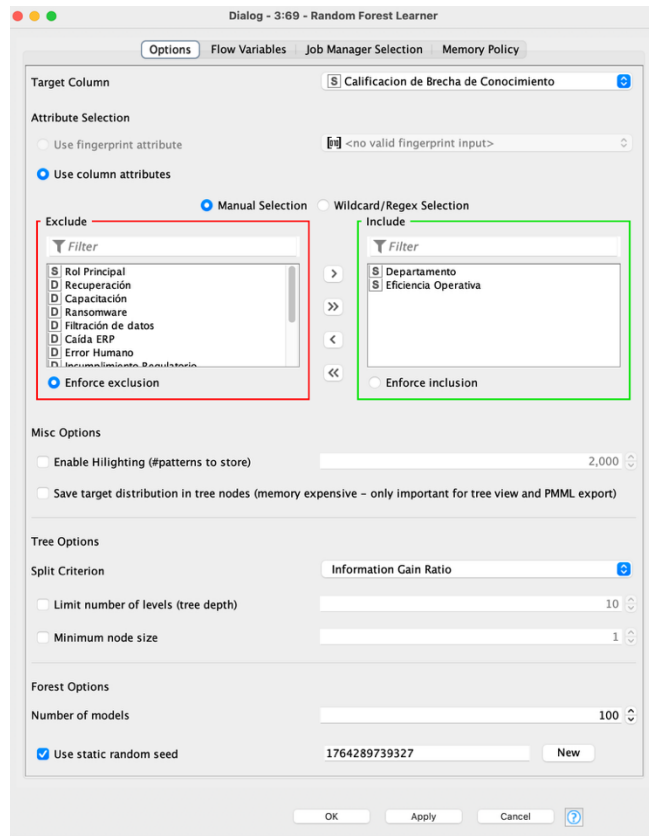 Dialog - 3:69 - Random Forest Learner
Options Flow Variables Job Manager Selection Memory Policy
Target Column S Calificacion de Brecha de Conocimiento
Attribute Selection
Use fingerprint attribute <no valid fingerprint input>
Use column attributes
Manual Selection Wildcard/Regex Selection
Exclude Include
Filter Filter
S Rol Principal > S Departamento
D Recuperación S Eficiencia Operativa
D Capacitación
D Ransomware >>
D Filtración de datos
D Caída ERP <
D Error Humano
D Incumplimiento Regulatorio
<<
Enforce exclusion Enforce inclusion
Misc Options
Enable Hilighting (#patterns to store) 2,000
Save target distribution in tree nodes (memory expensive - only important for tree view and PMML export)
Tree Options
Split Criterion Information Gain Ratio
Limit number of levels (tree depth) 10
Minimum node size 1
Forest Options
Number of models 100
Use static random seed 1764289739327 New
OK Apply Cancel ?